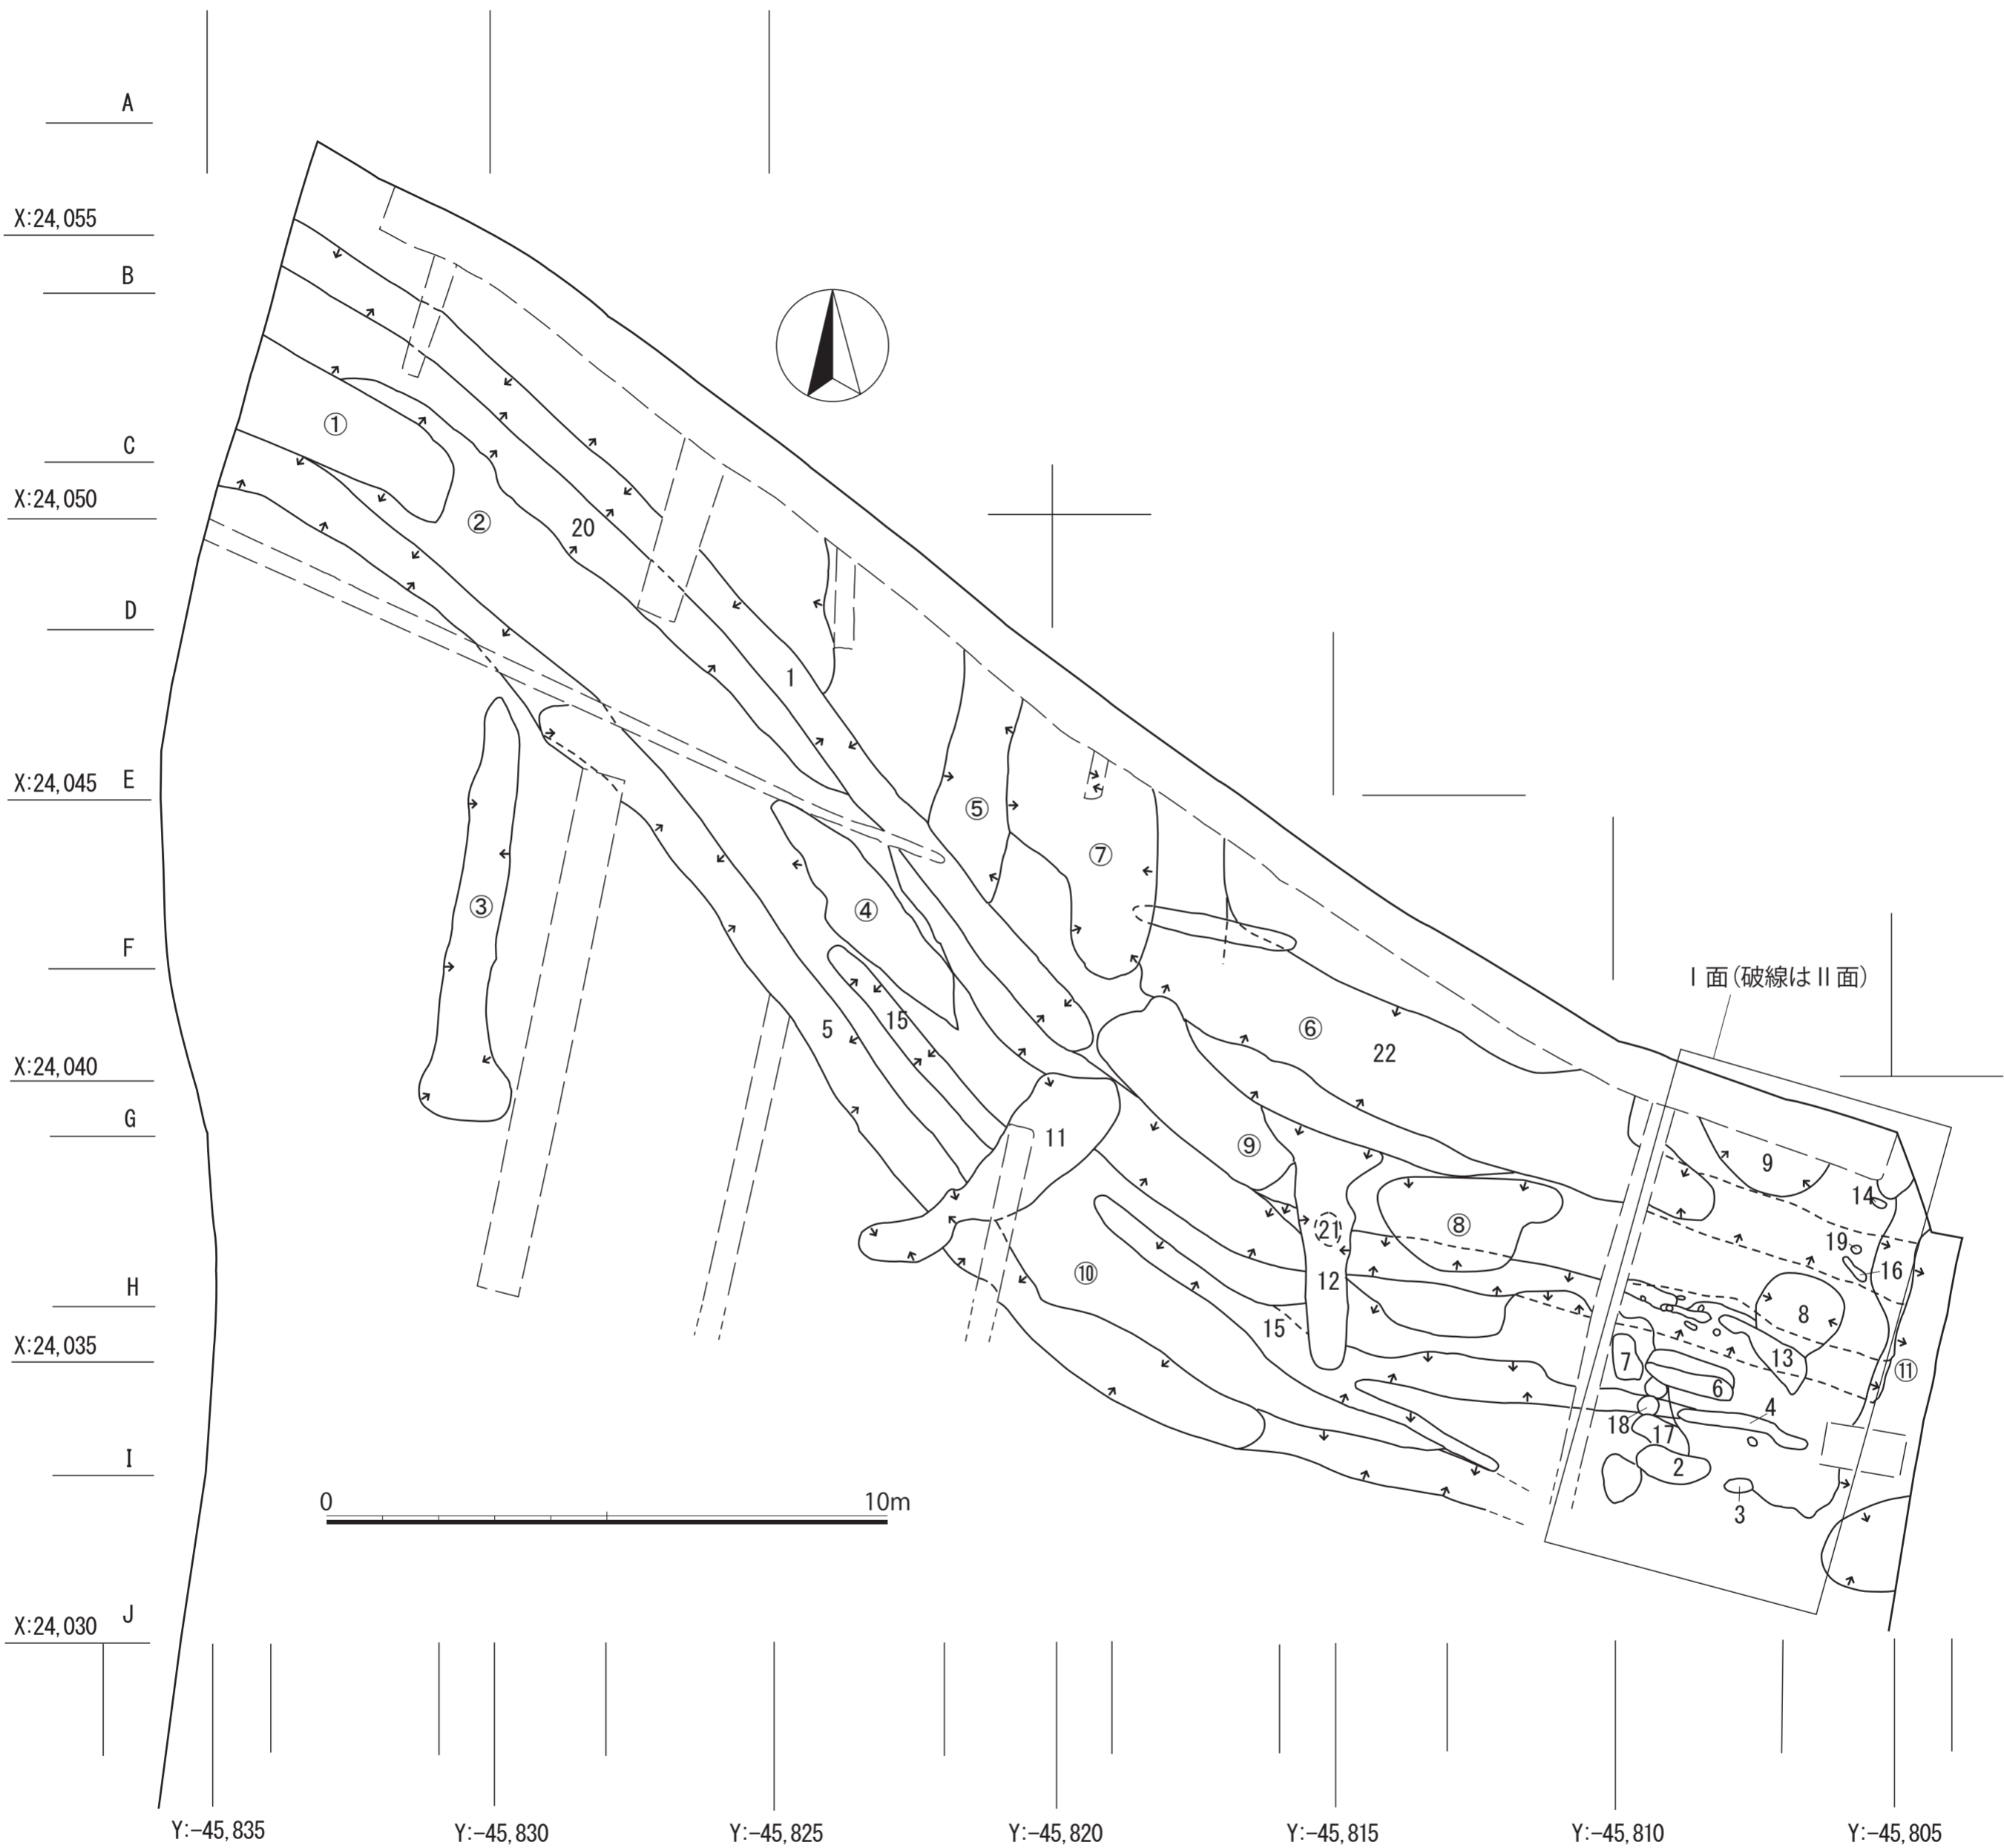 A
X:24,055
B
C
X:24,050
D
X:24,045 E
F
X:24,040
G
H
X:24,035
I
X:24,030 J
①
②
20
1
③
④
⑤
⑦
5
15
⑥
22
Ⅰ面(破線はⅡ面)
11
⑨
⑧
⑩
21
12
15
9
14
19
16
8
7
13
6
⑪
4
18
17
2
3
0 10m
Y:-45,835 Y:-45,830 Y:-45,825 Y:-45,820 Y:-45,815 Y:-45,810 Y:-45,805